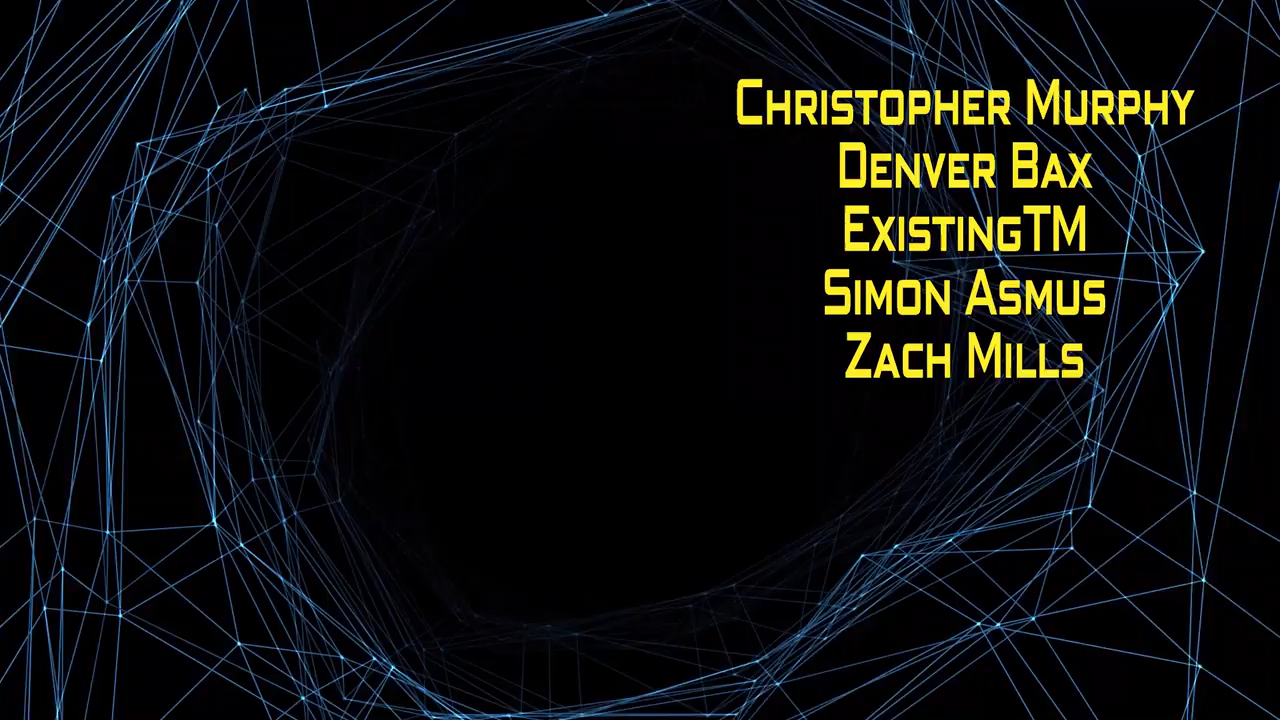 Christopher Murphy
Denver Bax
ExistingTM
Simon Asmus
Zach Mills